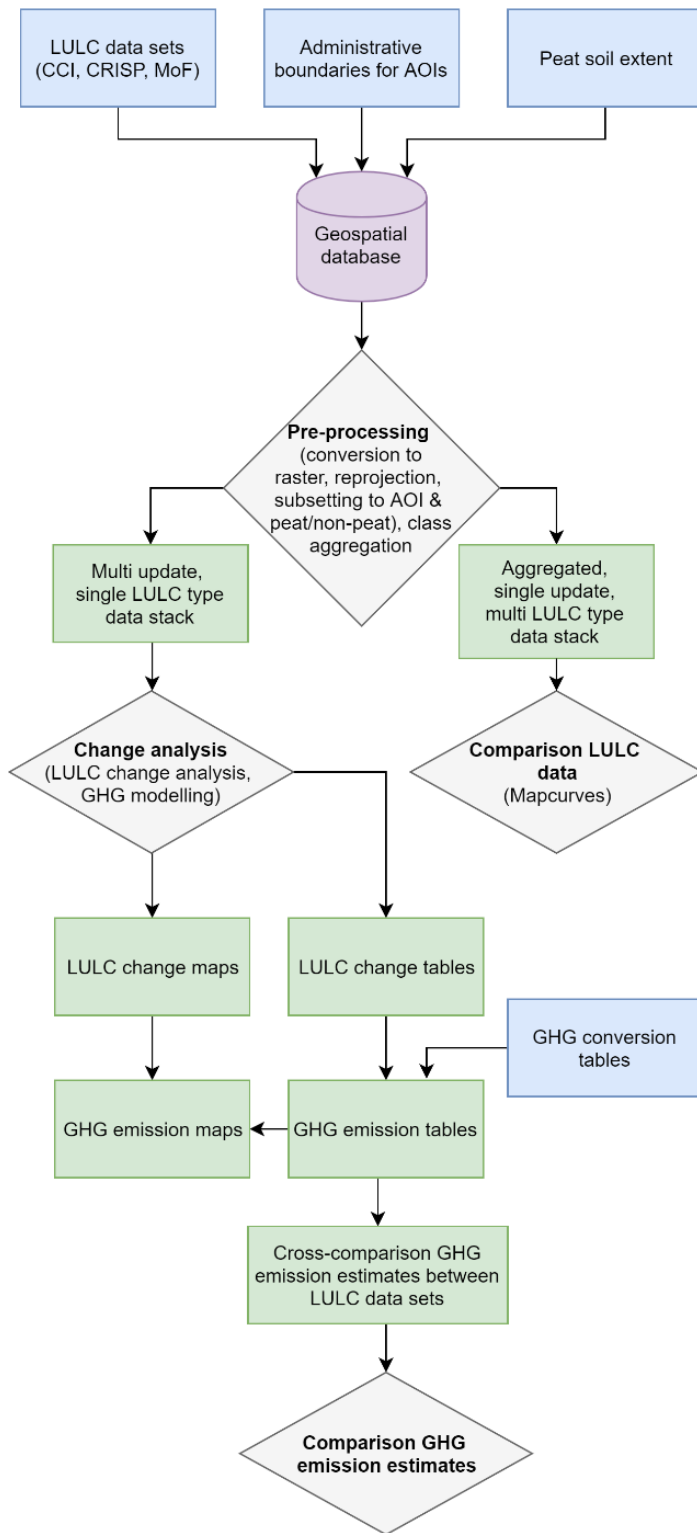 LULC data sets
(CCI, CRISP, MoF)
Administrative
boundaries for AOIs
Peat soil extent
Geospatial
database
Pre-processing
(conversion to
raster, reprojection,
subsetting to AOI &
peat/non-peat), class
aggregation
Multi update,
single LULC type
data stack
Aggregated,
single update,
multi LULC type
data stack
Change analysis
(LULC change analysis,
GHG modelling)
Comparison LULC
data
(Mapcurves)
LULC change maps
LULC change tables
GHG conversion
tables
GHG emission maps
GHG emission tables
Cross-comparison GHG
emission estimates between
LULC data sets
Comparison GHG
emission estimates